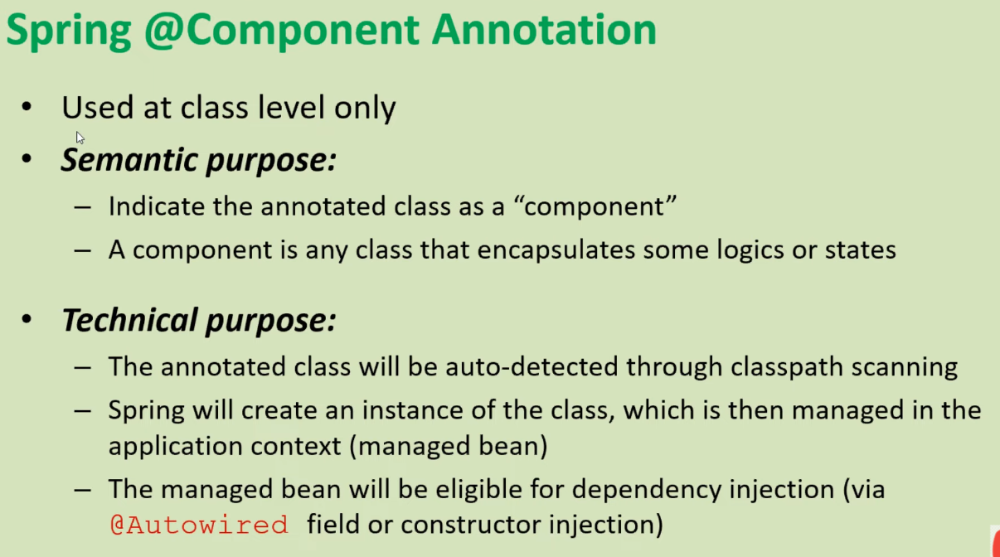 Spring @Component Annotation
• Used at class level only
• Semantic purpose:
– Indicate the annotated class as a “component”
– A component is any class that encapsulates some logics or states
• Technical purpose:
– The annotated class will be auto-detected through classpath scanning
– Spring will create an instance of the class, which is then managed in the
application context (managed bean)
– The managed bean will be eligible for dependency injection (via
@Autowired field or constructor injection)